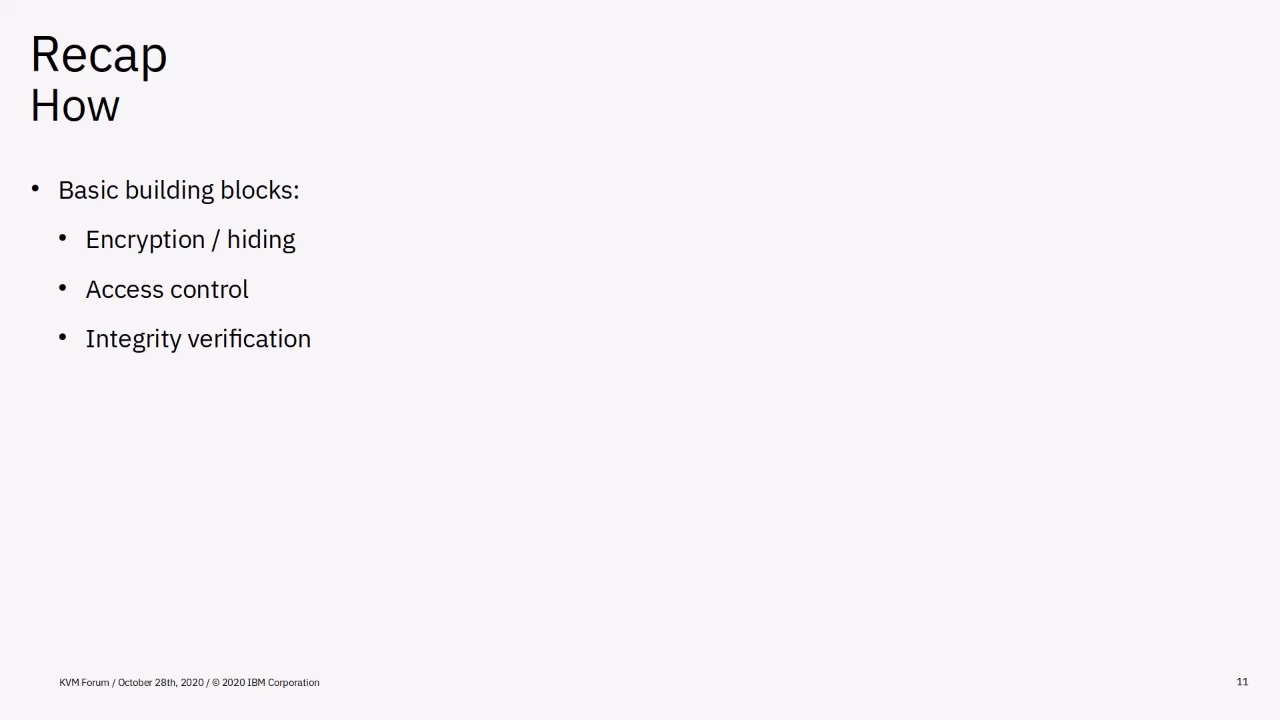 Recap
How
• Basic building blocks:
• Encryption / hiding
• Access control
• Integrity verification
KVM Forum / October 28th, 2020 / © 2020 IBM Corporation
11